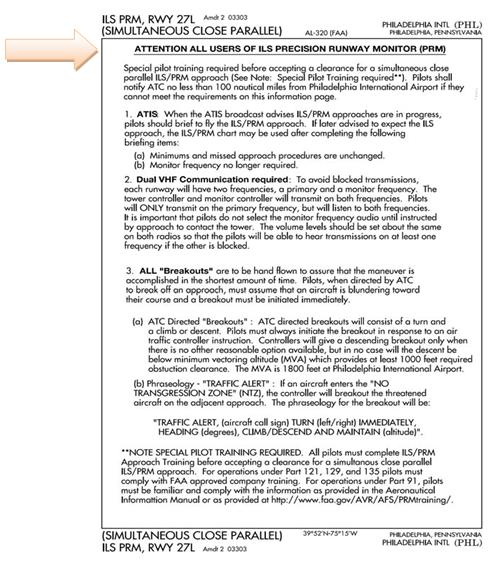 ILS PRM, RWY 27L Amdt 2 03303
PHILADELPHIA INTL (PHL)
(SIMULTANEOUS CLOSE PARALLEL)
AL-320 (FAA)
PHILADELPHIA, PENNSYLVANIA
ATTENTION ALL USERS OF ILS PRECISION RUNWAY MONITOR (PRM)
Special pilot training required before accepting a clearance for a simultaneous close
parallel ILS/PRM approach (See Note: Special Pilot Training required**). Pilots shall
notify ATC no less than 100 nautical miles from Philadelphia International Airport if they
cannot meet the requirements on this information page.
1. ATIS: When the ATIS broadcast advises ILS/PRM approaches are in progress,
pilots should brief to fly the ILS/PRM approach. If later advised to expect the ILS
approach, the ILS/PRM chart may be used after completing the following
briefing items:
(a) Minimums and missed approach procedures are unchanged.
(b) Monitor frequency no longer required.
2. Dual VHF Communication required: To avoid blocked transmissions,
each runway will have two frequencies, a primary and a monitor frequency. The
tower controller and monitor controller will transmit on both frequencies. Pilots
will ONLY transmit on the primary frequency, but will listen to both frequencies.
It is important that pilots do not select the monitor frequency audio until instructed
by approach to contact the tower. The volume levels should be set about the same
on both radios so that the pilots will be able to hear transmissions on at least one
frequency if the other is blocked.
3. ALL "Breakouts" are to be hand flown to assure that the maneuver is
accomplished in the shortest amount of time. Pilots, when directed by ATC
to break off an approach, must assume that an aircraft is blundering toward
their course and a breakout must be initiated immediately.
(a) ATC Directed "Breakouts" : ATC directed breakouts will consist of a turn and
a climb or descent. Pilots must always initiate the breakout in response to an air
traffic controller instruction. Controllers will give a descending breakout only when
there is no other reasonable option available, but in no case will the descent be
below minimum vectoring altitude (MVA) which provides at least 1000 feet required
obstruction clearance. The MVA is 1800 feet at Philadelphia International Airport.
(b) Phraseology - "TRAFFIC ALERT" : If an aircraft enters the "NO
TRANSGRESSION ZONE" (NTZ), the controller will breakout the threatened
aircraft on the adjacent approach. The phraseology for the breakout will be:
"TRAFFIC ALERT, (aircraft call sign) TURN (left/right) IMMEDIATELY,
HEADING (degrees), CLIMB/DESCEND AND MAINTAIN (altitude)".
**NOTE SPECIAL PILOT TRAINING REQUIRED. All pilots must complete ILS/PRM
Approach Training before accepting a clearance for a simultanous close parallel
ILS/PRM approach. For operations under Part 121, 129, and 135 pilots must
comply with FAA approved company training. For operations under Part 91, pilots
must be familiar and comply with the information as provided in the Aeronautical
Information Manual or as provided at http://www.faa.gov/AVR/AFS/PRMtraining/.
(SIMULTANEOUS CLOSE PARALLEL)
39°52'N-75°15'W
PHILADELPHIA, PENNSYLVANIA
ILS PRM, RWY 27L Amdt 2 03303
PHILADELPHIA INTL (PHL)